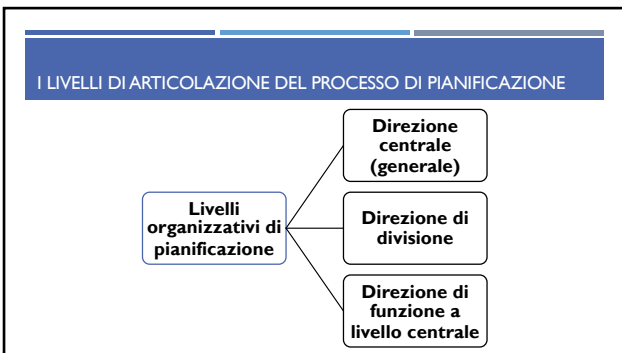 I LIVELLI DI ARTICOLAZIONE DEL PROCESSO DI PIANIFICAZIONE
Livelli
organizzativi di
pianificazione
Direzione
centrale
(generale)
Direzione di
divisione
Direzione di
funzione a
livello centrale